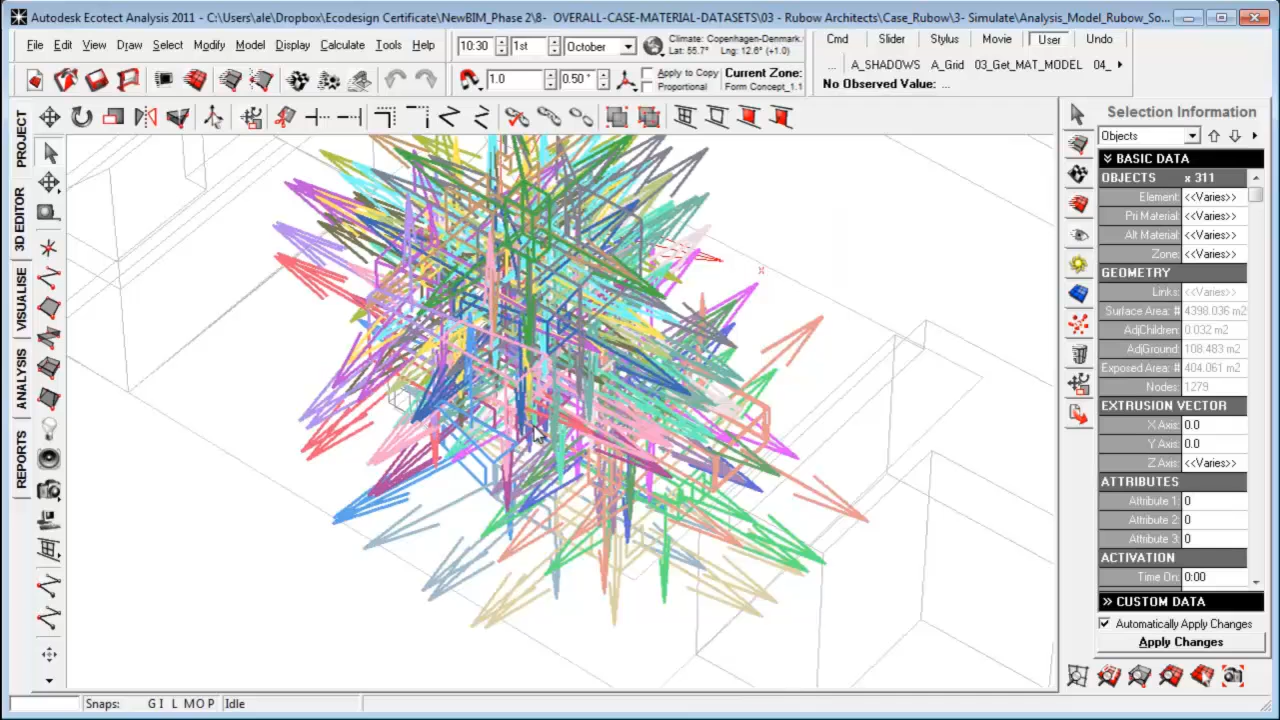 Autodesk Ecotect Analysis 2011 - C:\Users\ale\Dropbox\Ecodesign Certificate\NewBIM_Phase 2\8- OVERALL-CASE-MATERIAL-DATASETS\03 - Rubow Architects\Case_Rubow\3- Simulate\Analysis_Model_Rubow_So...
File Edit View Draw Select Modify Model Display Calculate Tools Help
10:30 1st October
Climate: Copenhagen-Denmark.
Lat: 55.7° Lng: 12.6° (+1.0)
Cmd Slider Stylus Movie User Undo
... A_SHADOWS A_Grid 03_Get_MAT_MODEL 04_
1.0 0.50 °
Apply to Copy
Proportional
Current Zone:
Form Concept_1.1
No Observed Value: ...
PROJECT
3D EDITOR
VISUALISE
ANALYSIS
REPORTS
Selection Information
Objects
BASIC DATA
OBJECTS x 311
Element: <<Varies>>
Pri Material: <<Varies>>
Alt Material: <<Varies>>
Zone: <<Varies>>
GEOMETRY
Links: <<Varies>>
Surface Area: # 4398.036 m2
AdjChildren: 0.032 m2
AdjGround: 108.483 m2
Exposed Area: # 404.061 m2
Nodes: 1279
EXTRUSION VECTOR
X Axis: 0.0
Y Axis: 0.0
Z Axis: <<Varies>>
ATTRIBUTES
Attribute 1: 0
Attribute 2: 0
Attribute 3: 0
ACTIVATION
Time On: 0:00
CUSTOM DATA
Automatically Apply Changes
Apply Changes
Snaps: G I L M O P Idle